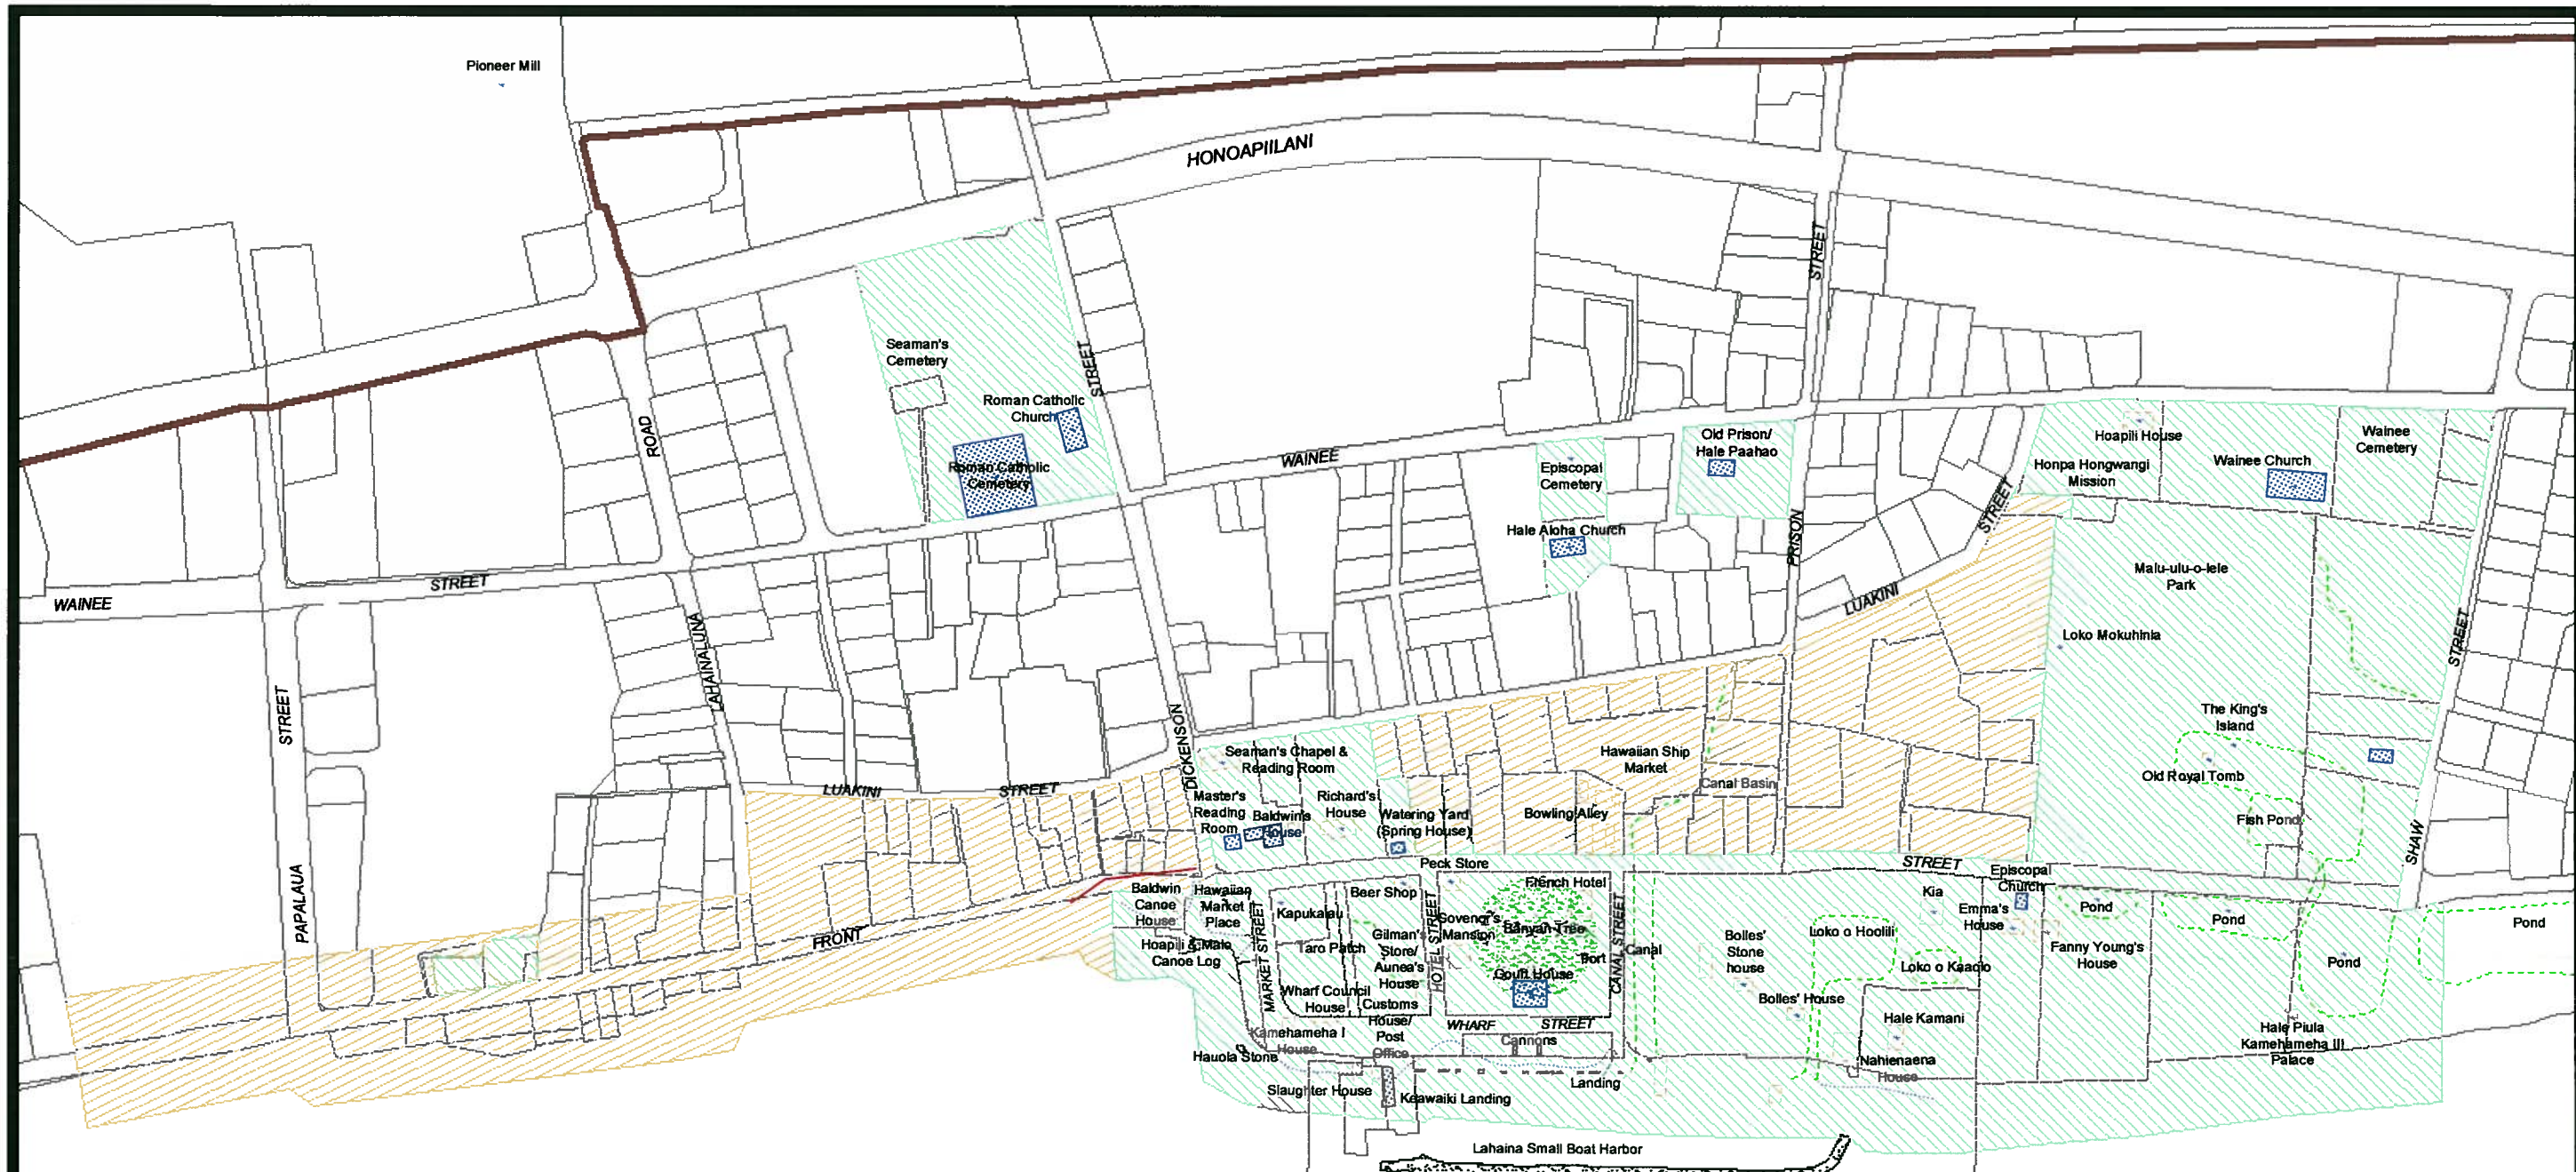 Pioneer Mill
HONOAPIILANI
STREET
Seaman's
Cemetery
STREET
Roman Catholic
Church
ROAD
Roman Catholic
Cemetery
WAINEE
Episcopal
Cemetery
Old Prison/
Hale Paahao
Hoapili House
Wainee
Cemetery
Honpa Hongwangi
Mission
Wainee Church
STREET
Hale Aloha Church
PRISON
WAINEE
STREET
Malu-ulu-o-lele
Park
LUAKINI
Loko Mokuhinia
STREET
LAHAINALUNA
STREET
DICKENSON
The King's
Island
Seaman's Chapel &
Reading Room
Hawaiian Ship
Market
Old Royal Tomb
Canal Basin
LUAKINI
STREET
Master's
Reading
Room
Baldwin's
House
Richard's
House
Watering Yard
(Spring House)
Bowling Alley
Fish Pond
SHAW
Peck Store
STREET
PAPALAUA
FRONT
Baldwin
Canoe
House
Hawaiian
Market
Place
Beer Shop
French Hotel
Kia
Episcopal
Church
Kapukaiau
Emma's
House
Pond
Pond
Pond
Hoapili & Malo
Canoe Log
MARKET STREET
Taro Patch
Gilman's
Store/
Aunea's
House
HOTEL STREET
Govenor's
Mansion
Banyan Tree
Fort
CANAL STREET
Canal
Bolles'
Stone
house
Loko o Hoolili
Loko o Kaaolo
Fanny Young's
House
Pond
Court House
Wharf Council
House
Customs
House/
Post
Office
Bolles' House
Hale Kamani
WHARF
STREET
Cannons
Kamehameha I
House
Hauola Stone
Hale Piula
Kamehameha III
Palace
Nahienaena
House
Slaughter House
Keawaiki Landing
Landing
Lahaina Small Boat Harbor